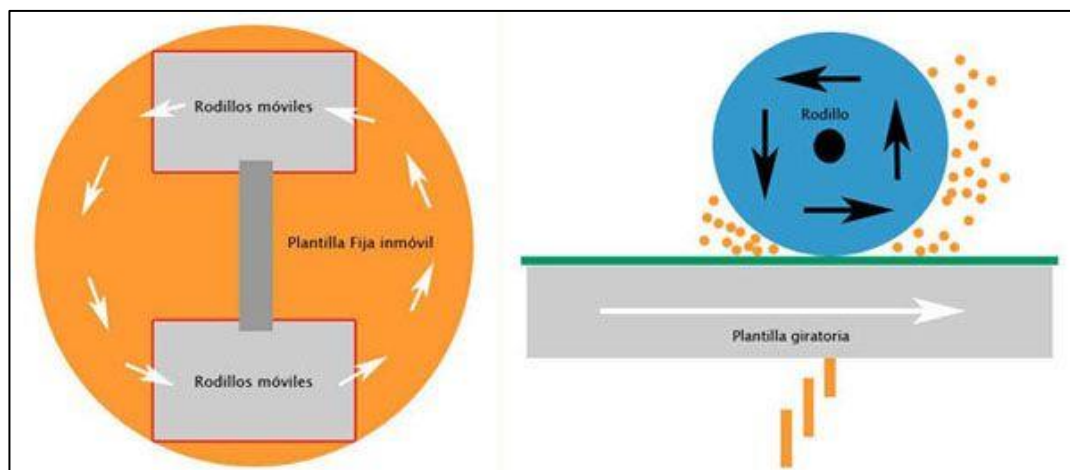 Rodillos móviles
Plantilla Fija inmóvil
Rodillos móviles
Rodillo
Plantilla giratoria